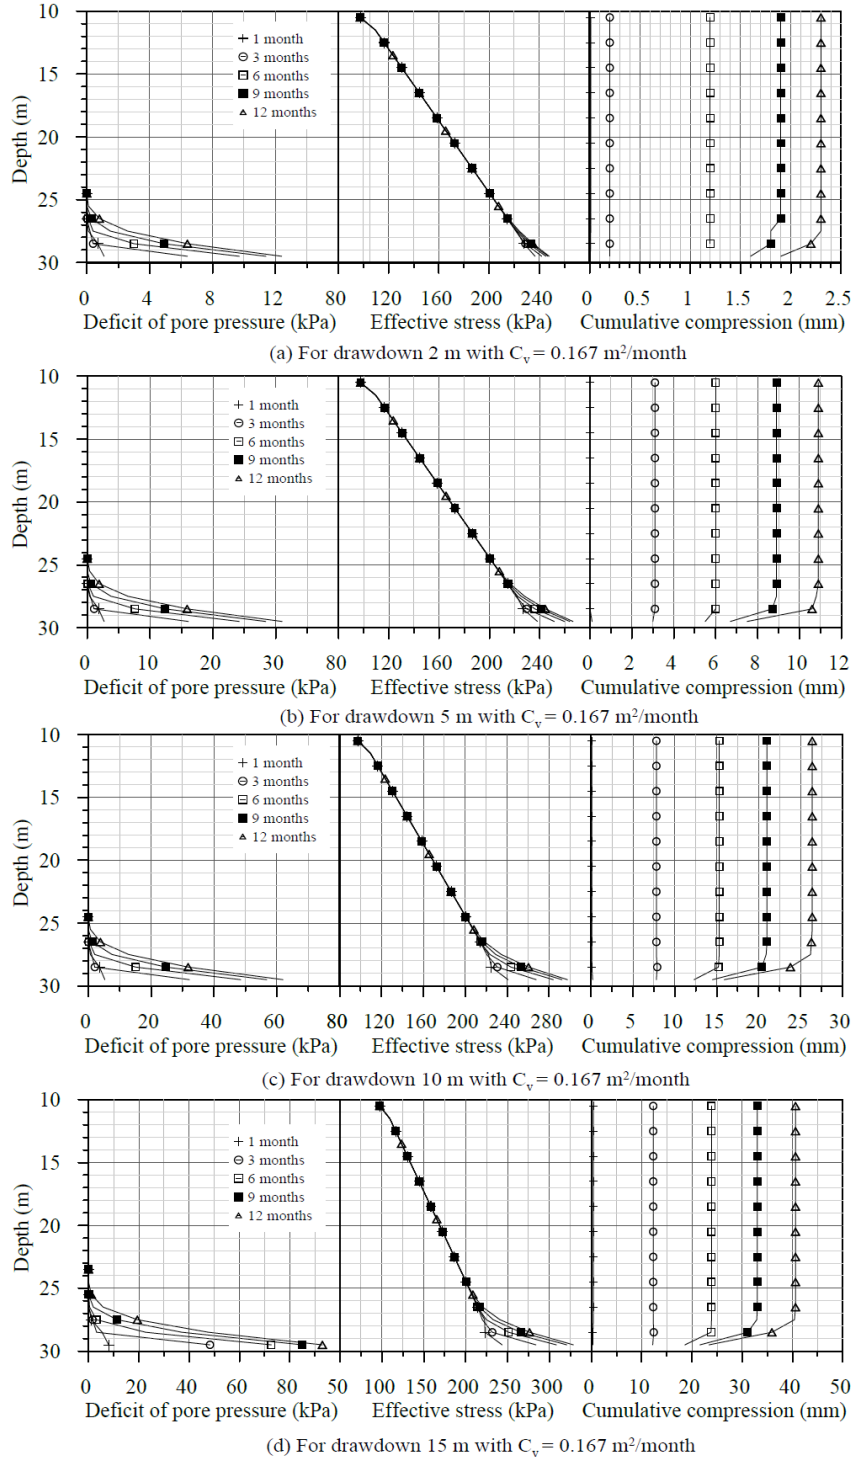 10
15
20
25
30
Depth (m)
1 month
3 months
6 months
9 months
12 months
0 4 8 12 80 120 160 200 240 0 0.5 1 1.5 2 2.5
Deficit of pore pressure (kPa) Effective stress (kPa) Cumulative compression (mm)
(a) For drawdown 2 m with Cv = 0.167 m²/month
10
15
20
25
30
Depth (m)
1 month
3 months
6 months
9 months
12 months
0 10 20 30 80 120 160 200 240 0 2 4 6 8 10 12
Deficit of pore pressure (kPa) Effective stress (kPa) Cumulative compression (mm)
(b) For drawdown 5 m with Cv = 0.167 m²/month
10
15
20
25
30
Depth (m)
1 month
3 months
6 months
9 months
12 months
0 20 40 60 80 120 160 200 240 280 0 5 10 15 20 25 30
Deficit of pore pressure (kPa) Effective stress (kPa) Cumulative compression (mm)
(c) For drawdown 10 m with Cv = 0.167 m²/month
10
15
20
25
30
Depth (m)
1 month
3 months
6 months
9 months
12 months
0 20 40 60 80 100 150 200 250 300 0 10 20 30 40 50
Deficit of pore pressure (kPa) Effective stress (kPa) Cumulative compression (mm)
(d) For drawdown 15 m with Cv = 0.167 m²/month